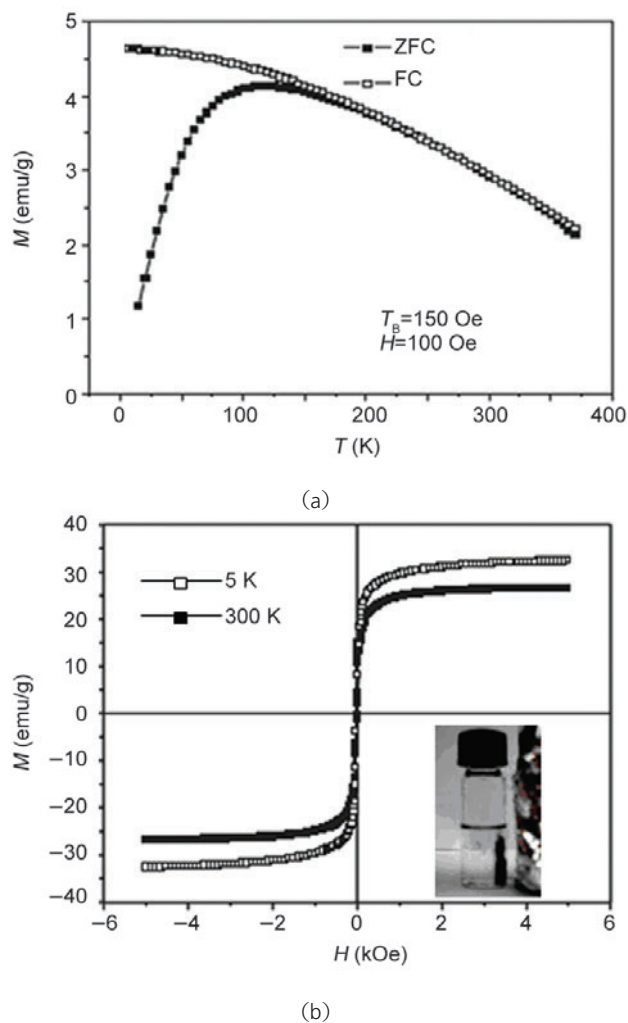 5
4
3
2
1
0
M (emu/g)
ZFC
FC
T_B=150 Oe
H=100 Oe
0 100 200 300 400
T (K)
(a)
40
30
20
10
0
–10
–20
–30
–40
M (emu/g)
5 K
300 K
–6 –4 –2 0 2 4 6
H (kOe)
(b)